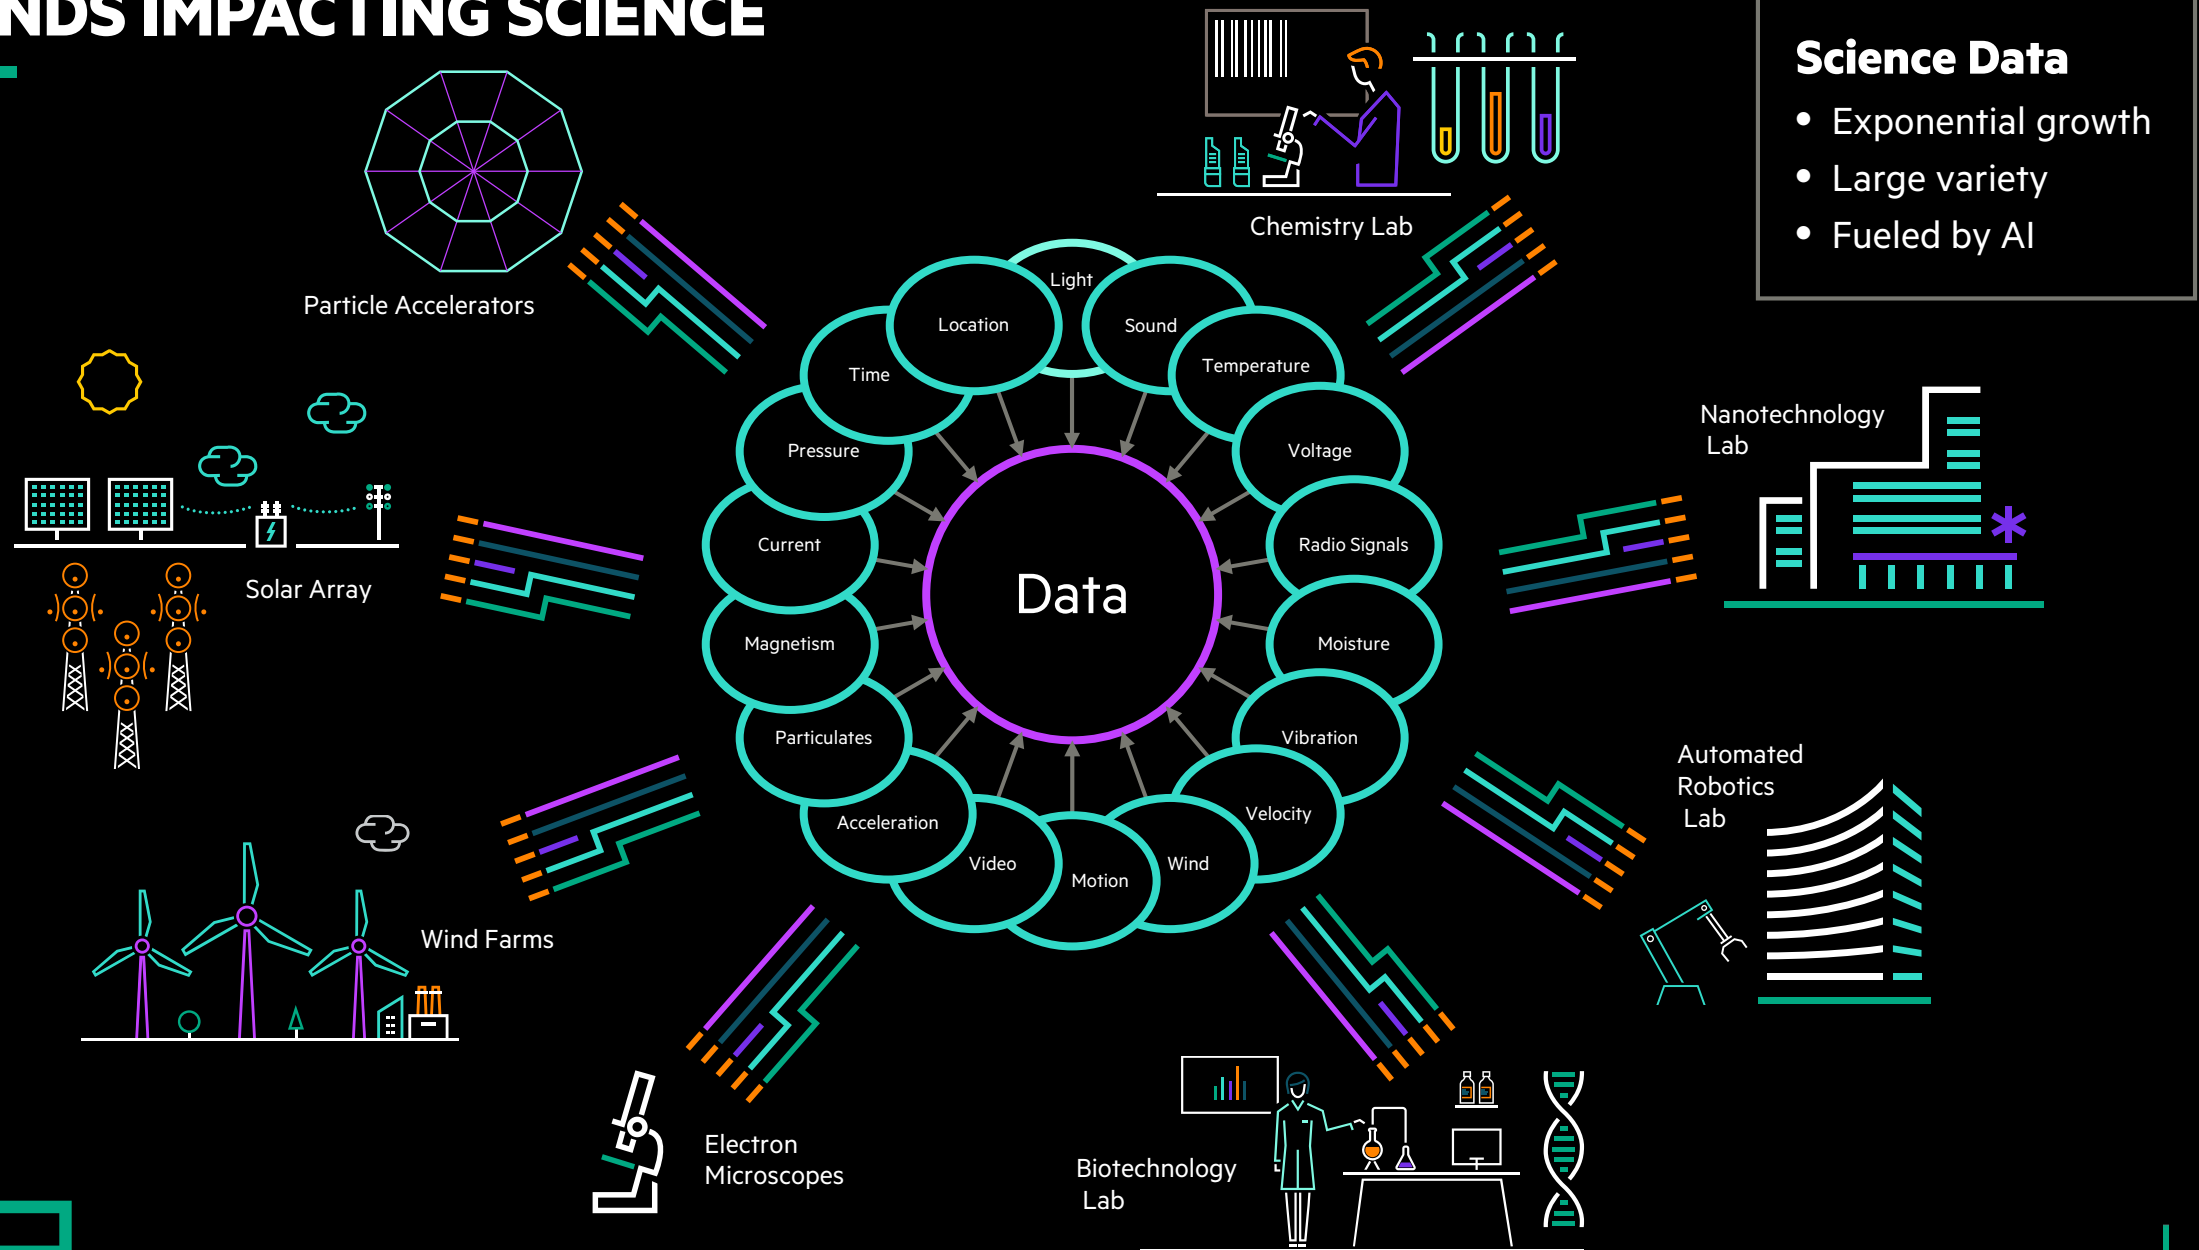 NDS IMPACTING SCIENCE
Science Data
• Exponential growth
• Large variety
• Fueled by AI
Chemistry Lab
Particle Accelerators
Light
Location
Sound
Time
Temperature
Pressure
Voltage
Current
Radio Signals
Data
Magnetism
Moisture
Particulates
Vibration
Acceleration
Velocity
Video
Motion
Wind
Nanotechnology
Lab
Solar Array
Automated
Robotics
Lab
Wind Farms
Electron
Microscopes
Biotechnology
Lab